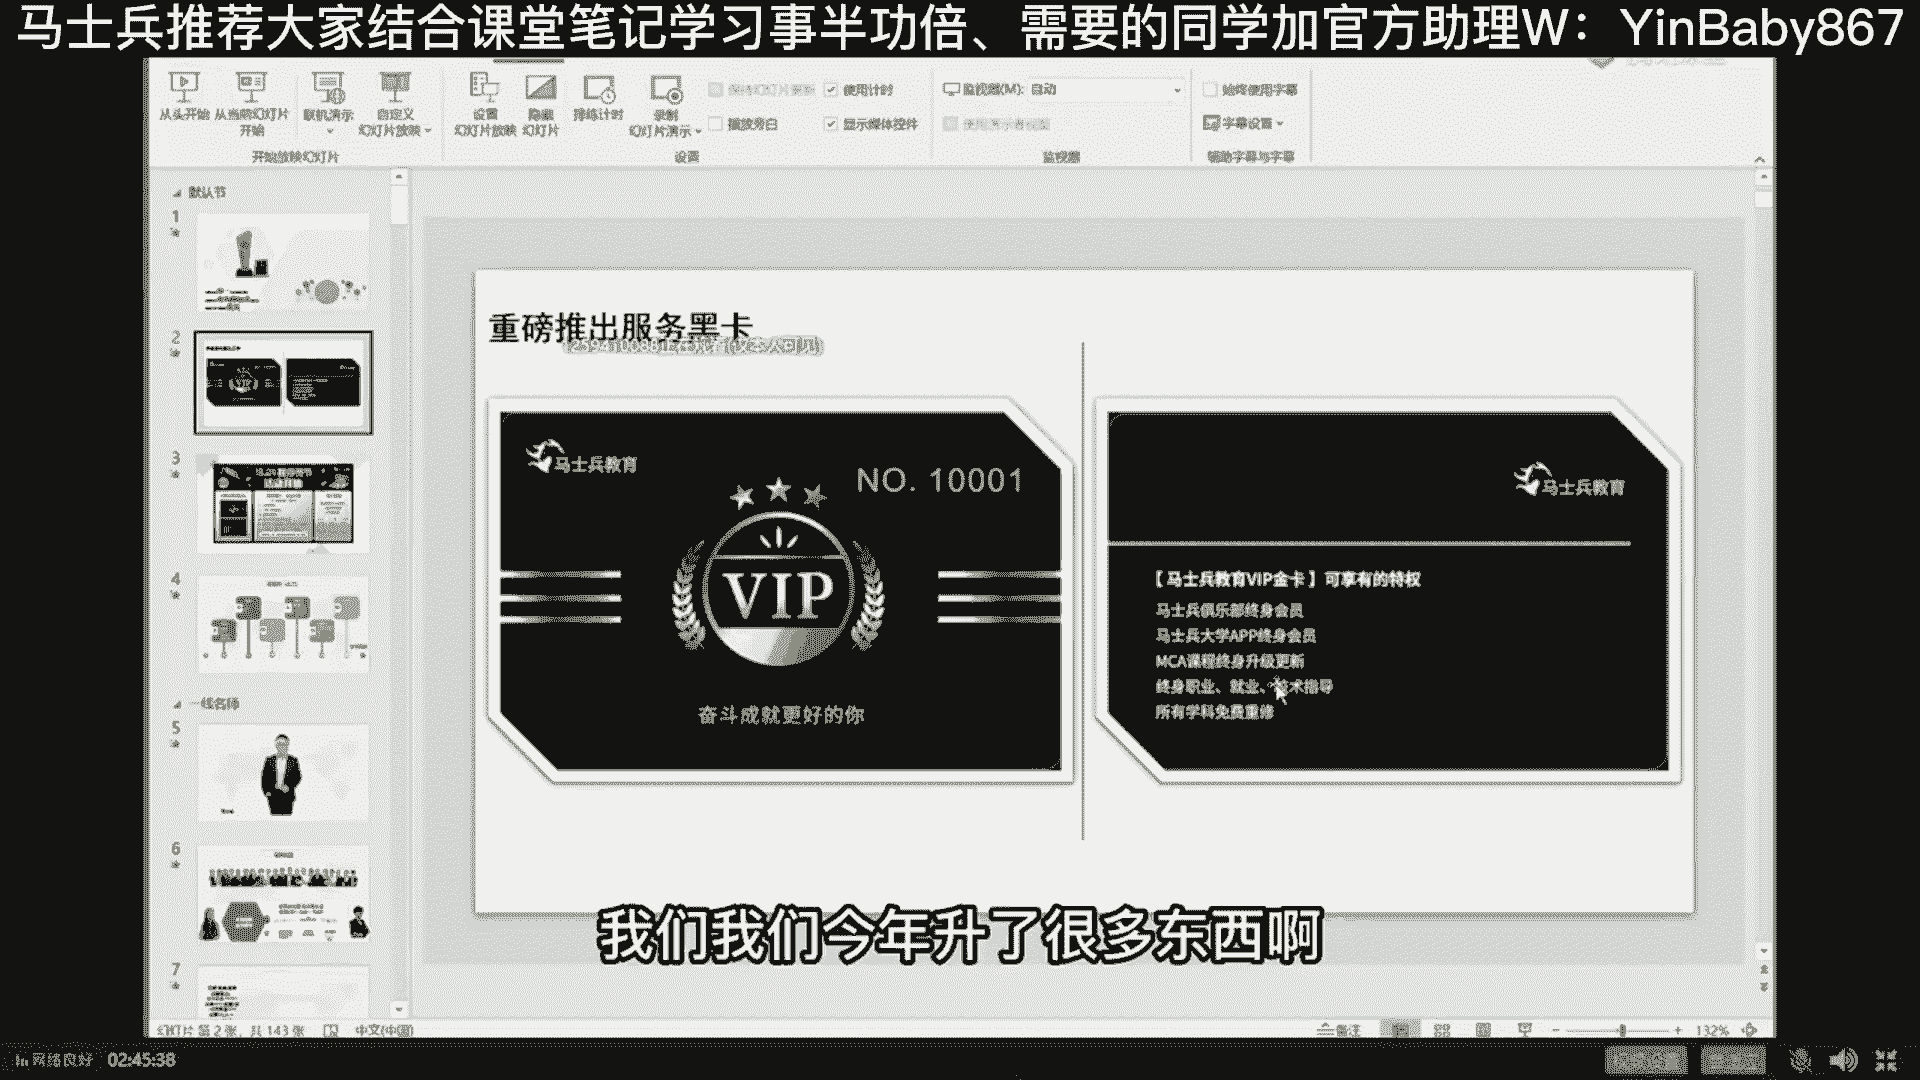 马士兵推荐大家结合课堂笔记学习事半功倍、需要的同学加官方助理W：YinBaby867
从头开始
从当前幻灯片
开始
联机演示
自定义
幻灯片放映
开始放映幻灯片
设置
幻灯片放映
隐藏
幻灯片
排练计时
录制
幻灯片演示
播放旁白
使用计时
显示媒体控件
设置
监视器(M): 自动
使用演示者视图
监视器
始终使用字幕
字幕设置
辅助字幕与字幕
默认节
1
2
3
4
一线名师
5
6
7
重磅推出服务黑卡
马士兵教育
NO. 10001
VIP
奋斗成就更好的你
马士兵教育
【马士兵教育VIP金卡】可享有的特权
马士兵俱乐部终身会员
马士兵大学APP终身会员
MCA课程终身升级更新
终身职业、就业、技术指导
所有学科免费重修
我们我们今年升了很多东西啊
幻灯片 第 2 张，共 143 张
中文(中国)
备注
132%
网络良好 02:45:38